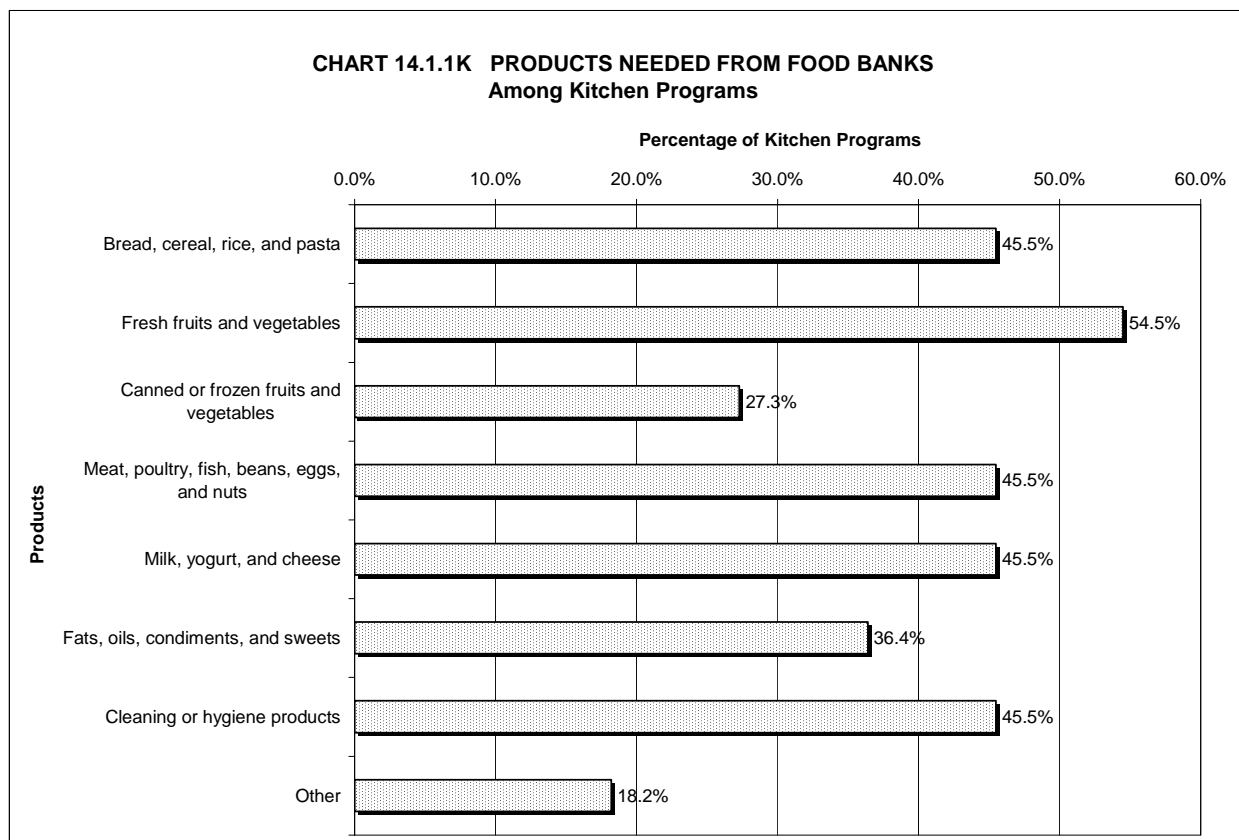 CHART 14.1.1K PRODUCTS NEEDED FROM FOOD BANKS
Among Kitchen Programs
Percentage of Kitchen Programs
0.0% 10.0% 20.0% 30.0% 40.0% 50.0% 60.0%
Products
Bread, cereal, rice, and pasta 45.5%
Fresh fruits and vegetables 54.5%
Canned or frozen fruits and
vegetables 27.3%
Meat, poultry, fish, beans, eggs,
and nuts 45.5%
Milk, yogurt, and cheese 45.5%
Fats, oils, condiments, and sweets 36.4%
Cleaning or hygiene products 45.5%
Other 18.2%